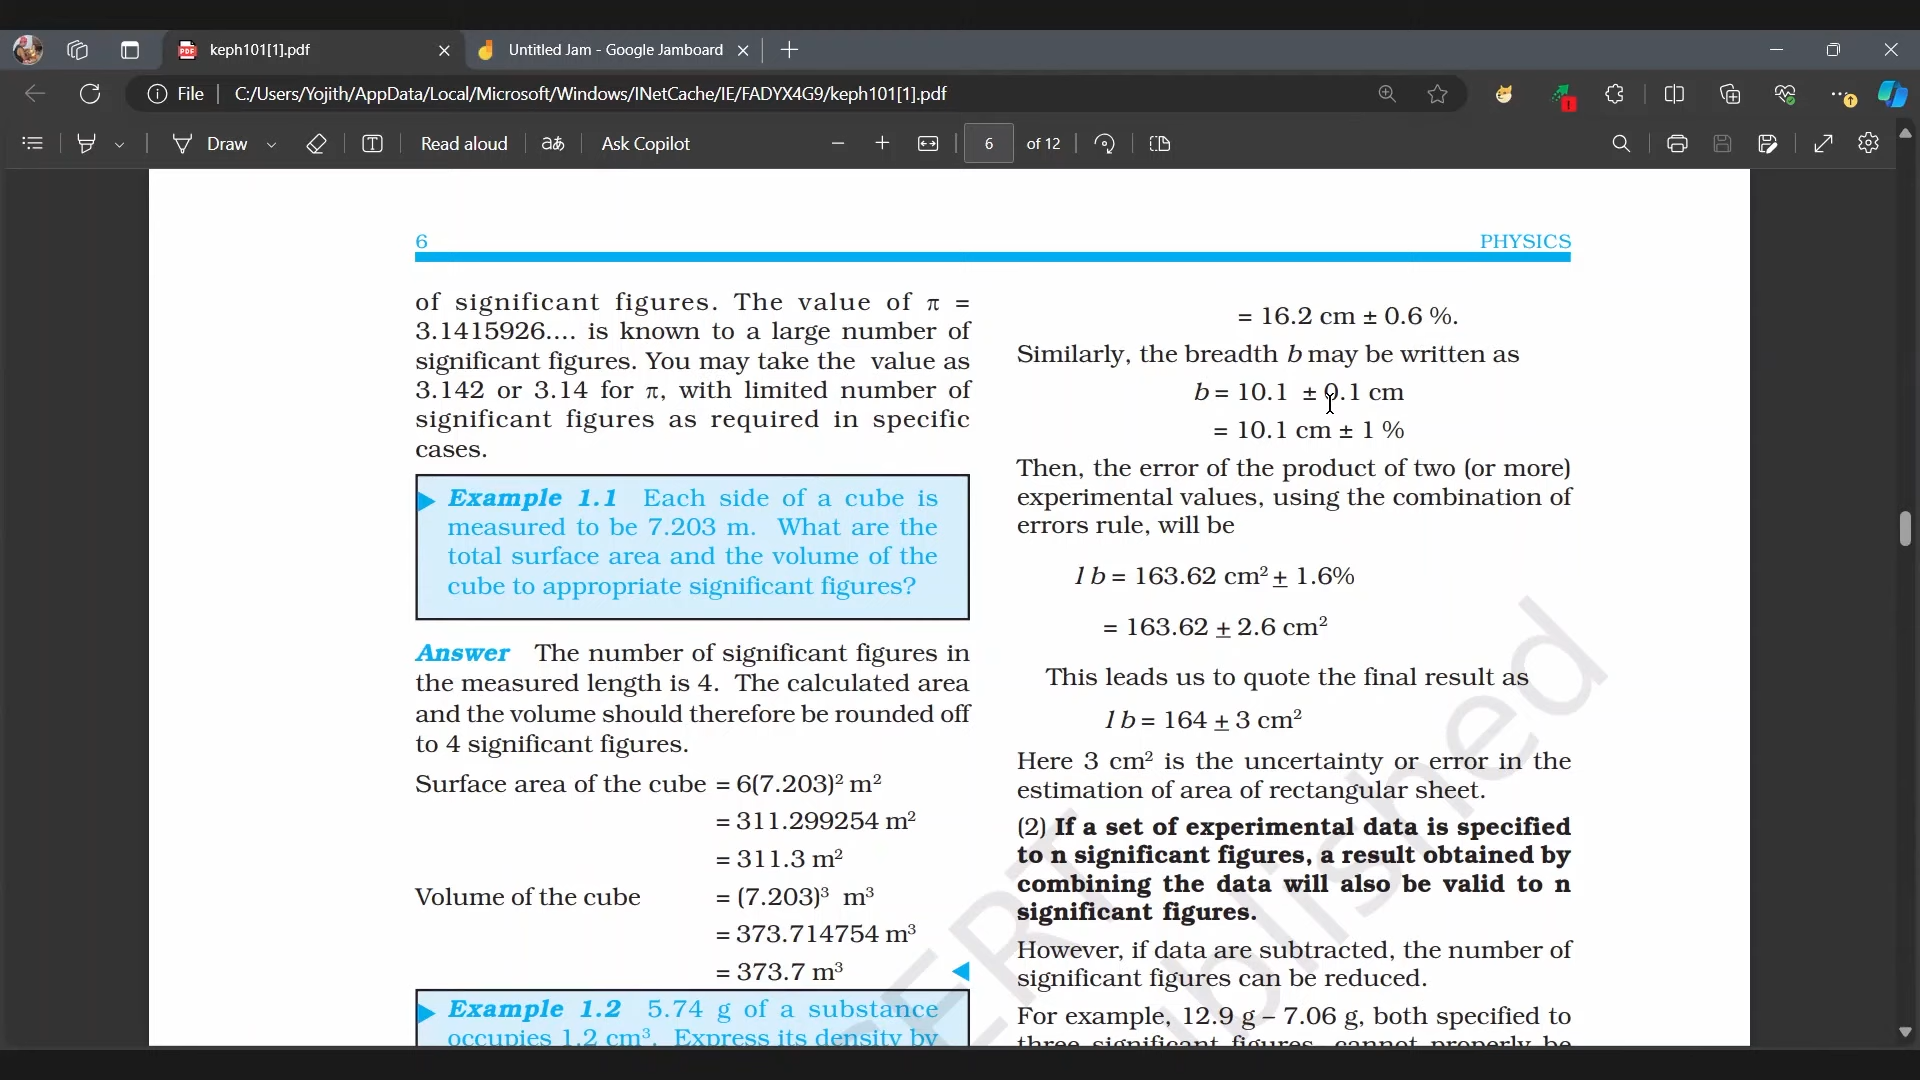 keph101[1].pdf
Untitled Jam - Google Jamboard
File
C:/Users/Yojith/AppData/Local/Microsoft/Windows/INetCache/IE/FADYX4G9/keph101[1].pdf
Draw
Read aloud
aあ
Ask Copilot
6
of 12
6
PHYSICS
of significant figures. The value of π =
3.1415926.... is known to a large number of
significant figures. You may take the value as
3.142 or 3.14 for π, with limited number of
significant figures as required in specific
cases.
Example 1.1 Each side of a cube is
measured to be 7.203 m. What are the
total surface area and the volume of the
cube to appropriate significant figures?
Answer The number of significant figures in
the measured length is 4. The calculated area
and the volume should therefore be rounded off
to 4 significant figures.
Surface area of the cube = 6(7.203)² m²
= 311.299254 m²
= 311.3 m²
Volume of the cube = (7.203)³ m³
= 373.714754 m³
= 373.7 m³
Example 1.2 5.74 g of a substance
occupies 1.2 cm³. Express its density by
= 16.2 cm ± 0.6 %.
Similarly, the breadth b may be written as
b = 10.1 ± 0.1 cm
= 10.1 cm ± 1 %
Then, the error of the product of two (or more)
experimental values, using the combination of
errors rule, will be
l b = 163.62 cm² ± 1.6%
= 163.62 ± 2.6 cm²
This leads us to quote the final result as
l b = 164 ± 3 cm²
Here 3 cm² is the uncertainty or error in the
estimation of area of rectangular sheet.
(2) If a set of experimental data is specified
to n significant figures, a result obtained by
combining the data will also be valid to n
significant figures.
However, if data are subtracted, the number of
significant figures can be reduced.
For example, 12.9 g – 7.06 g, both specified to
three significant figures, cannot properly be